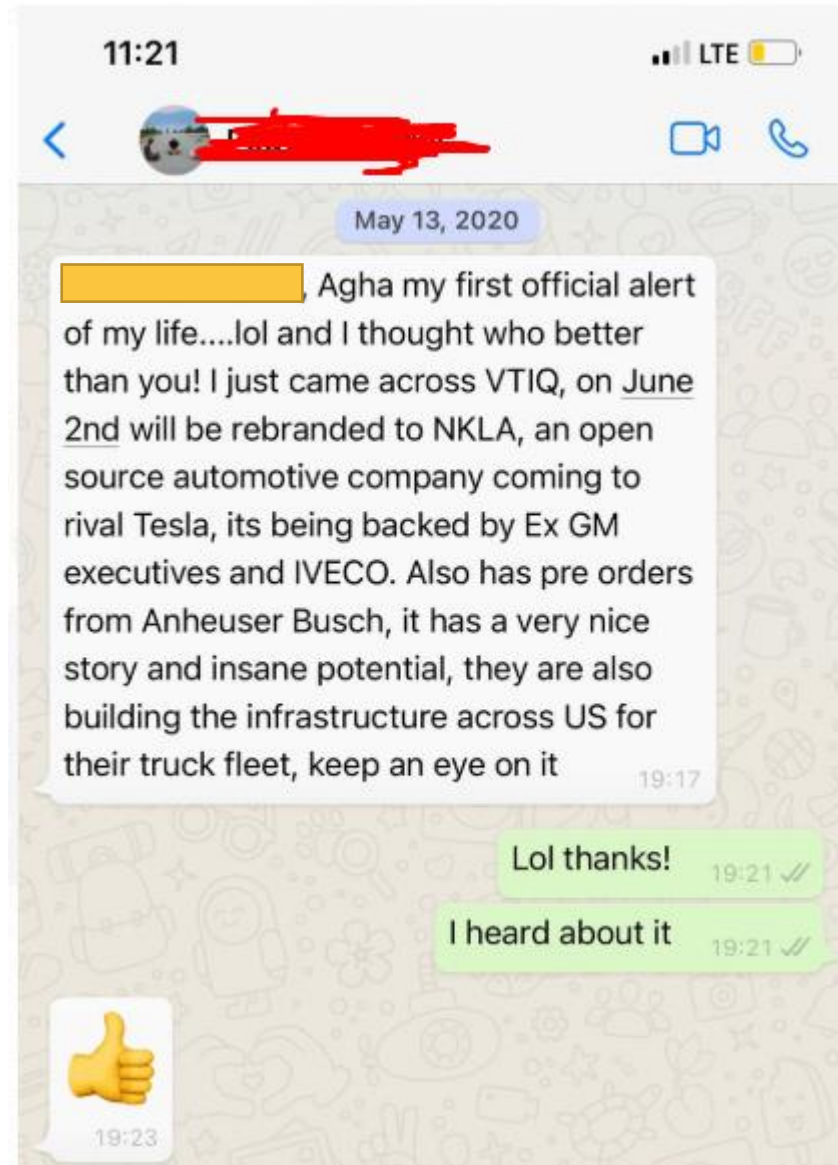 11:21
LTE
May 13, 2020
, Agha my first official alert
of my life....lol and I thought who better
than you! I just came across VTIQ, on June
2nd will be rebranded to NKLA, an open
source automotive company coming to
rival Tesla, its being backed by Ex GM
executives and IVECO. Also has pre orders
from Anheuser Busch, it has a very nice
story and insane potential, they are also
building the infrastructure across US for
their truck fleet, keep an eye on it
19:17
Lol thanks!
19:21
I heard about it
19:21
19:23